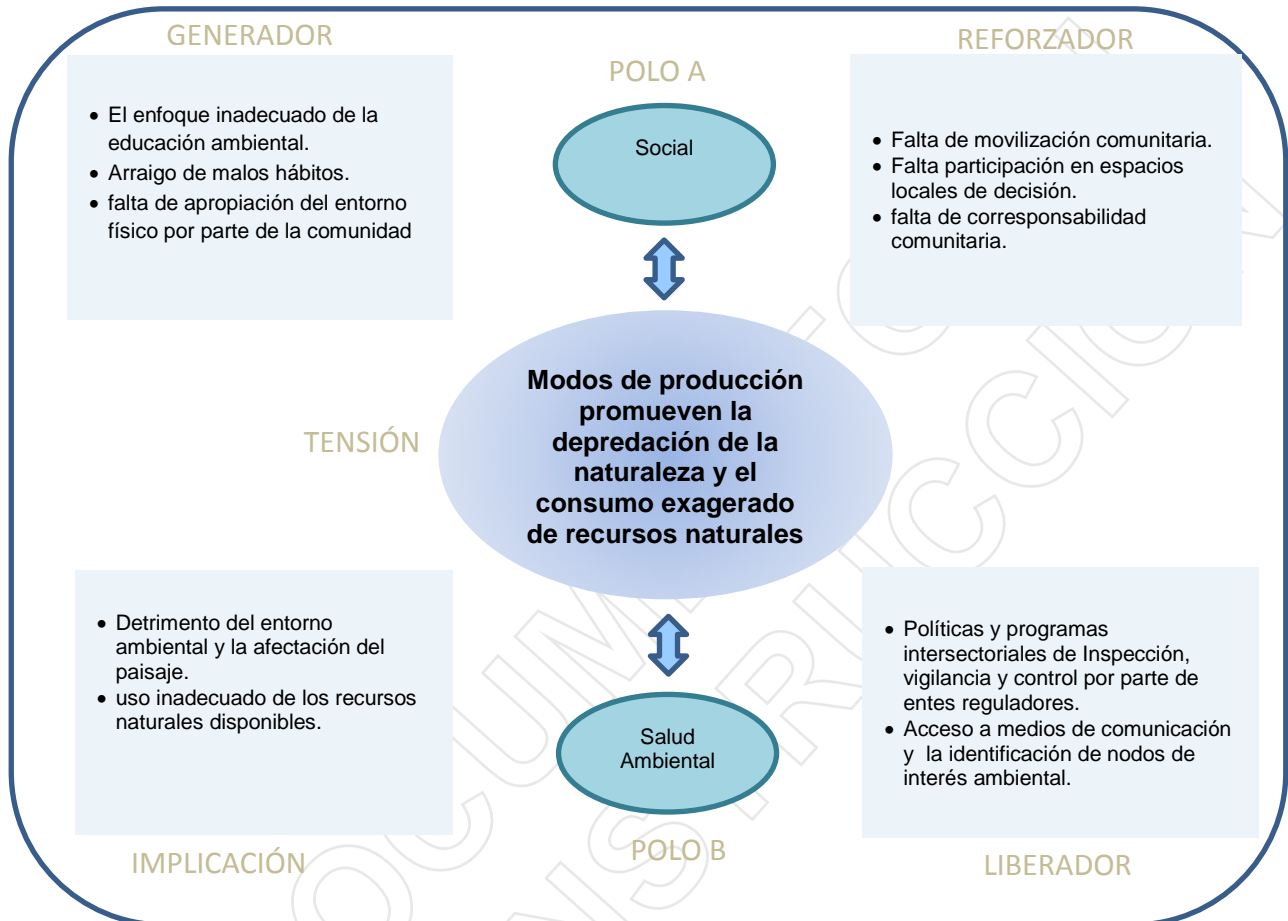 GENERADOR
• El enfoque inadecuado de la
educación ambiental.
• Arraigo de malos hábitos.
• falta de apropiación del entorno
físico por parte de la comunidad
POLO A
Social
REFORZADOR
• Falta de movilización comunitaria.
• Falta participación en espacios
locales de decisión.
• falta de corresponsabilidad
comunitaria.
TENSIÓN
Modos de producción
promueven la
depredación de la
naturaleza y el
consumo exagerado
de recursos naturales
• Detrimento del entorno
ambiental y la afectación del
paisaje.
• uso inadecuado de los recursos
naturales disponibles.
IMPLICACIÓN
Salud
Ambiental
POLO B
• Políticas y programas
intersectoriales de Inspección,
vigilancia y control por parte de
entes reguladores.
• Acceso a medios de comunicación
y la identificación de nodos de
interés ambiental.
LIBERADOR